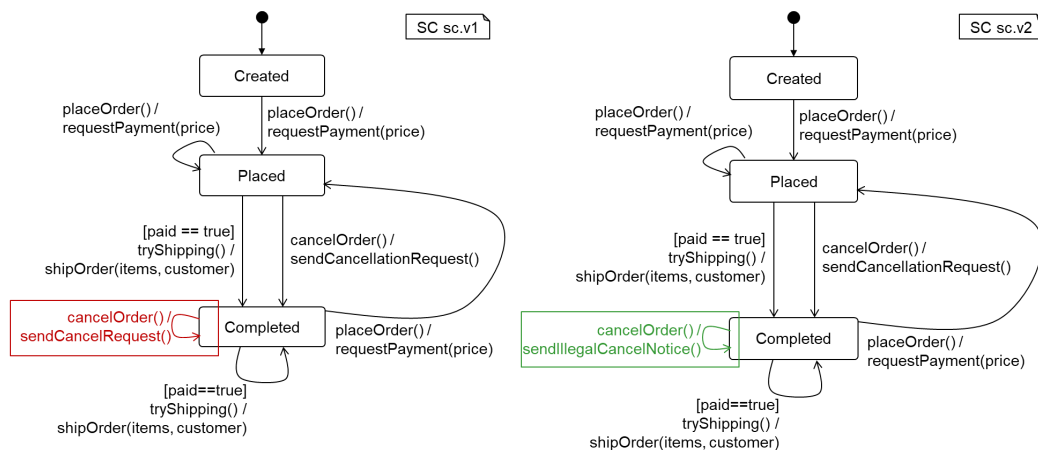 SC sc.v1
Created
placeOrder() /
requestPayment(price)
placeOrder() /
requestPayment(price)
Placed
[paid == true]
tryShipping() /
shipOrder(items, customer)
cancelOrder() /
sendCancellationRequest()
cancelOrder() /
sendCancelRequest()
Completed
placeOrder() /
requestPayment(price)
[paid==true]
tryShipping() /
shipOrder(items, customer)
SC sc.v2
Created
placeOrder() /
requestPayment(price)
placeOrder() /
requestPayment(price)
Placed
[paid == true]
tryShipping() /
shipOrder(items, customer)
cancelOrder() /
sendCancellationRequest()
cancelOrder() /
sendIllegalCancelNotice()
Completed
placeOrder() /
requestPayment(price)
[paid==true]
tryShipping() /
shipOrder(items, customer)